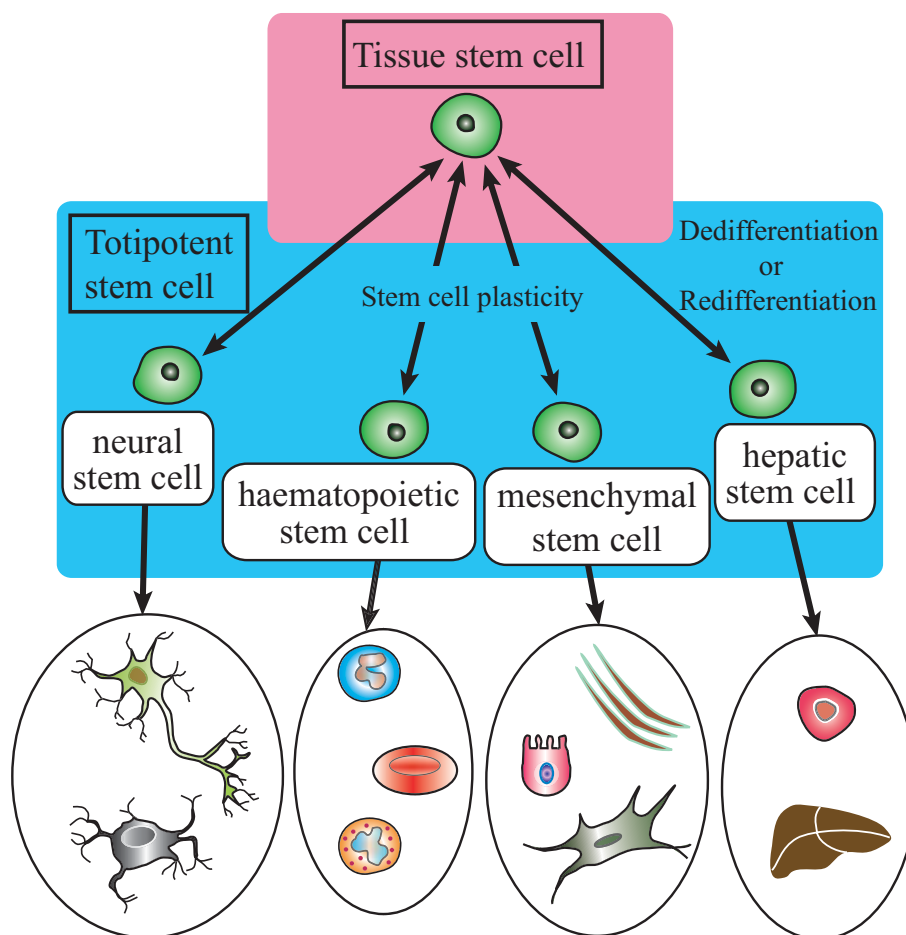 Tissue stem cell
Totipotent
stem cell
Dedifferentiation
or
Redifferentiation
Stem cell plasticity
neural
stem cell
haematopoietic
stem cell
mesenchymal
stem cell
hepatic
stem cell